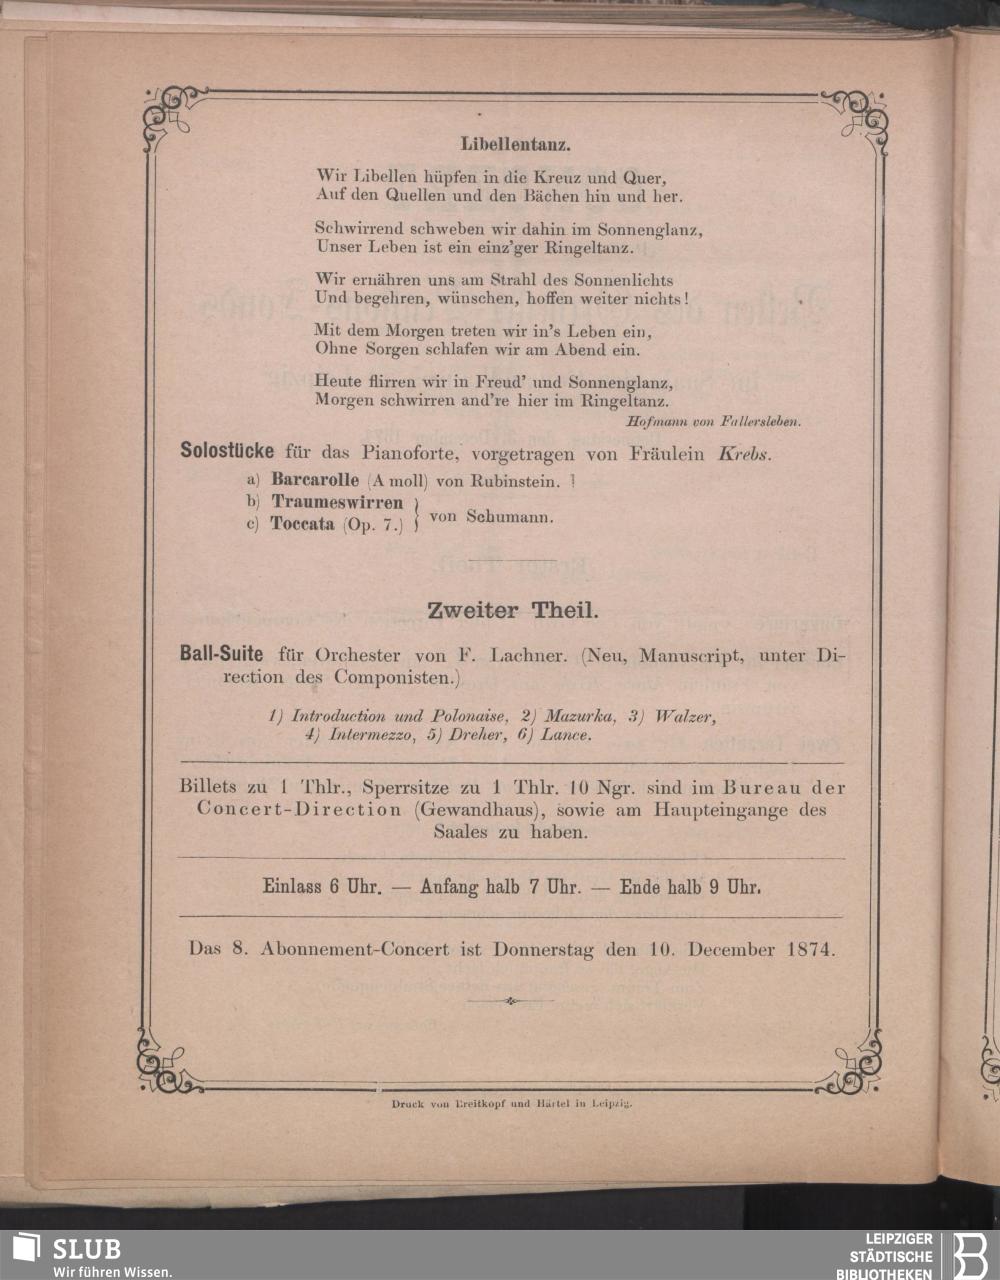 Libellentanz.
Wir Libellen hüpfen in die Kreuz und Quer,
Auf den Quellen und den Bächen hin und her.
Schwirrend schweben wir dahin im Sonnenglanz,
Unser Leben ist ein einz'ger Ringeltanz.
Wir ernähren uns am Strahl des Sonnenlichts
Und begehren, wünschen, hoffen weiter nichts!
Mit dem Morgen treten wir in's Leben ein,
Ohne Sorgen schlafen wir am Abend ein.
Heute flirren wir in Freud' und Sonnenglanz,
Morgen schwirren and're hier im Ringeltanz.
Hofmann von Fallersleben.
Solostücke für das Pianoforte, vorgetragen von Fräulein Krebs.
a) Barcarolle (A moll) von Rubinstein.
b) Traumeswirren
c) Toccata (Op. 7.) } von Schumann.
Zweiter Theil.
Ball-Suite für Orchester von F. Lachner. (Neu, Manuscript, unter Di-
rection des Componisten.)
1) Introduction und Polonaise, 2) Mazurka, 3) Walzer,
4) Intermezzo, 5) Dreher, 6) Lance.
Billets zu 1 Thlr., Sperrsitze zu 1 Thlr. 10 Ngr. sind im Bureau der
Concert-Direction (Gewandhaus), sowie am Haupteingange des
Saales zu haben.
Einlass 6 Uhr. — Anfang halb 7 Uhr. — Ende halb 9 Uhr.
Das 8. Abonnement-Concert ist Donnerstag den 10. December 1874.
Druck von Breitkopf und Härtel in Leipzig.
SLUB
Wir führen Wissen.
LEIPZIGER
STÄDTISCHE
BIBLIOTHEKEN